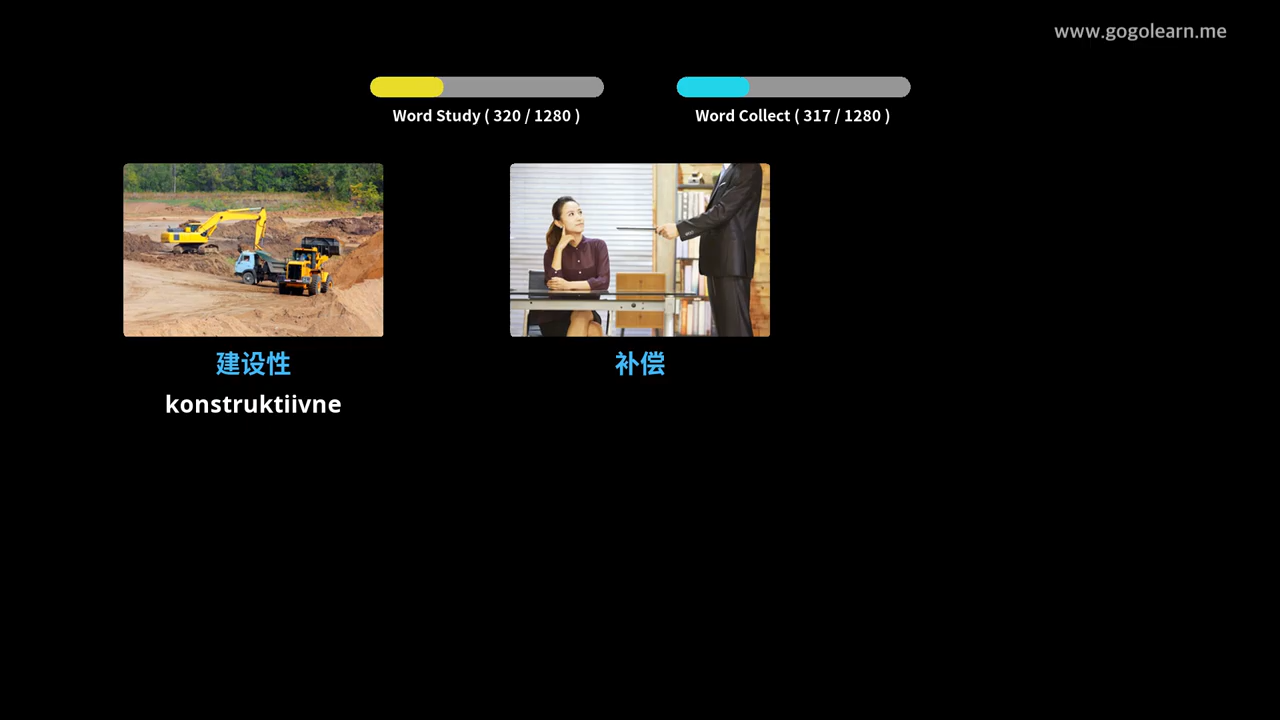 www.gogolearn.me
Word Study ( 320 / 1280 )
Word Collect ( 317 / 1280 )
建设性
补偿
konstruktiivne